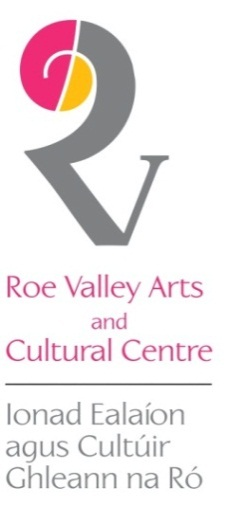 Roe Valley Arts
and
Cultural Centre
Ionad Ealaíon
agus Cultúir
Ghleann na Ró